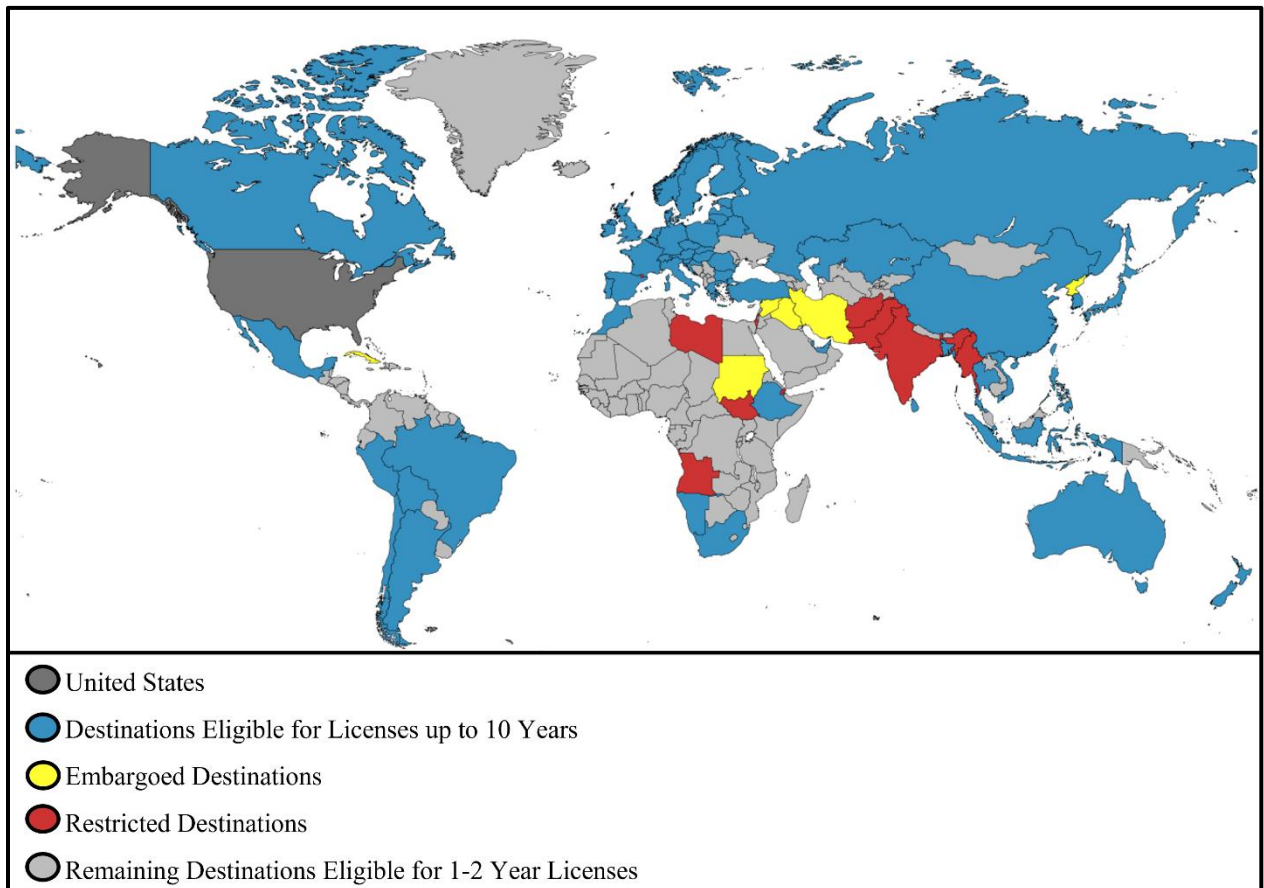 United States
Destinations Eligible for Licenses up to 10 Years
Embargoed Destinations
Restricted Destinations
Remaining Destinations Eligible for 1-2 Year Licenses